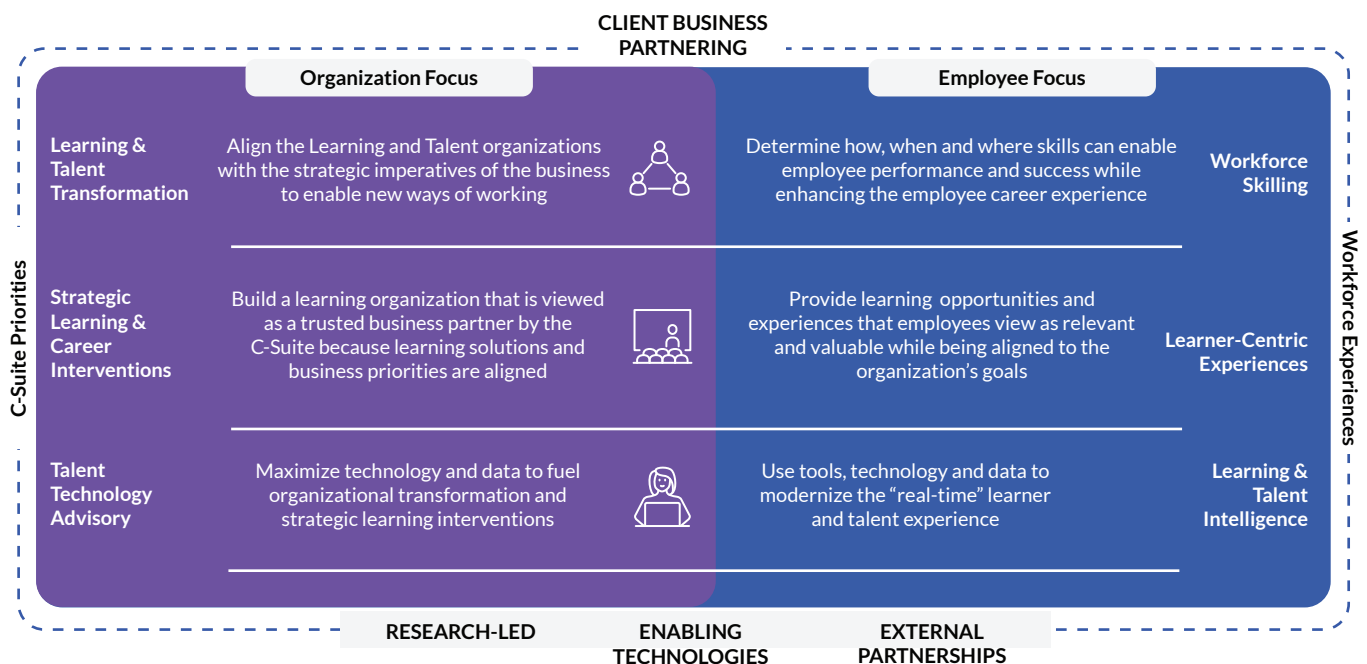 CLIENT BUSINESS
PARTNERING
Organization Focus
Employee Focus
C-Suite Priorities
Learning &
Talent
Transformation
Align the Learning and Talent organizations
with the strategic imperatives of the business
to enable new ways of working
Determine how, when and where skills can enable
employee performance and success while
enhancing the employee career experience
Workforce
Skilling
Strategic
Learning &
Career
Interventions
Build a learning organization that is viewed
as a trusted business partner by the
C-Suite because learning solutions and
business priorities are aligned
Provide learning opportunities and
experiences that employees view as relevant
and valuable while being aligned to the
organization’s goals
Learner-Centric
Experiences
Talent
Technology
Advisory
Maximize technology and data to fuel
organizational transformation and
strategic learning interventions
Use tools, technology and data to
modernize the “real-time” learner
and talent experience
Learning &
Talent
Intelligence
Workforce Experiences
RESEARCH-LED
ENABLING
TECHNOLOGIES
EXTERNAL
PARTNERSHIPS